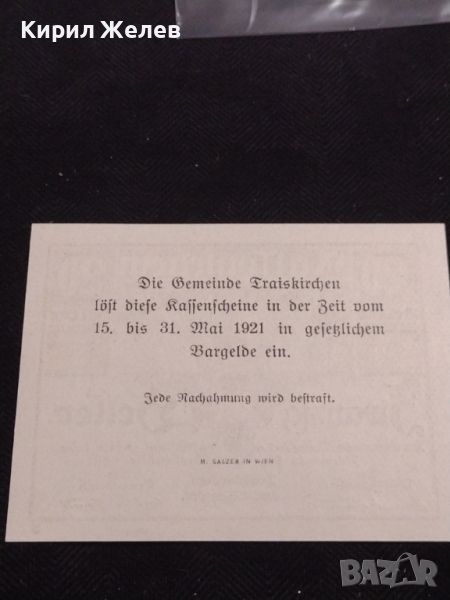 Кирил Желев
Die Gemeinde Traiskirchen
löst diese Kassenscheine in der Zeit vom
15. bis 31. Mai 1921 in gesetzlichem
Bargelde ein.
Jede Nachahmung wird bestraft.
M. SALZER IN WIEN
BAZAR